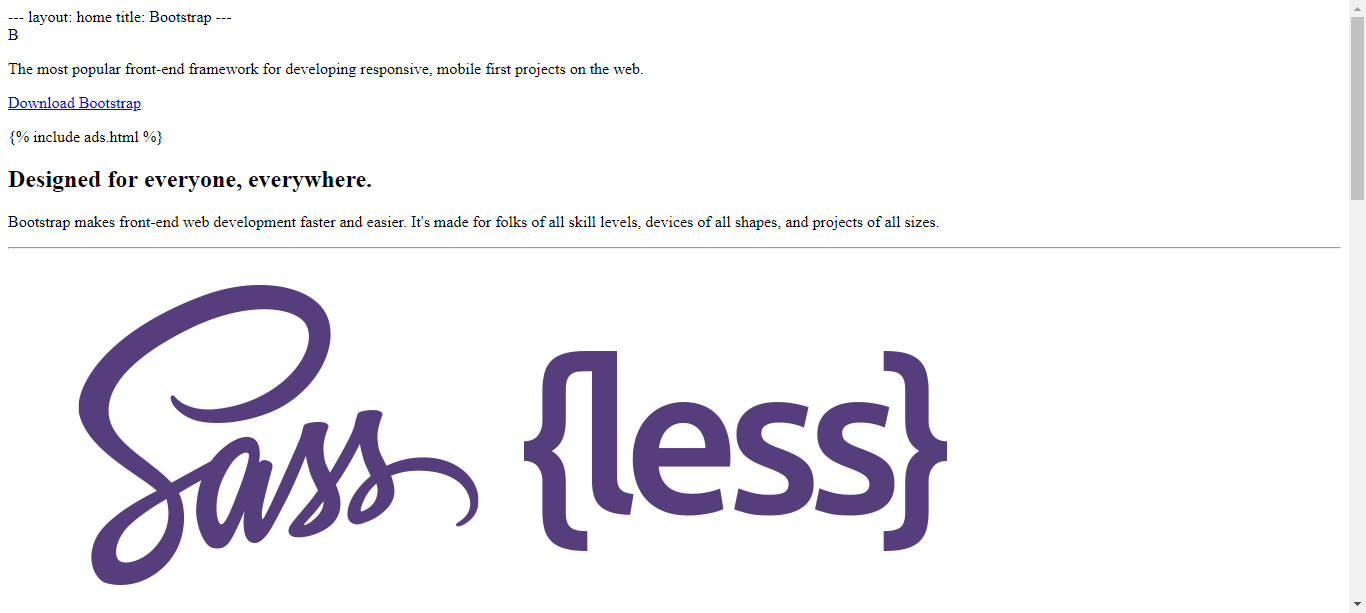 --- layout: home title: Bootstrap ---
B
The most popular front-end framework for developing responsive, mobile first projects on the web.
Download Bootstrap
{% include ads.html %}
Designed for everyone, everywhere.
Bootstrap makes front-end web development faster and easier. It's made for folks of all skill levels, devices of all shapes, and projects of all sizes.
Sass {less}